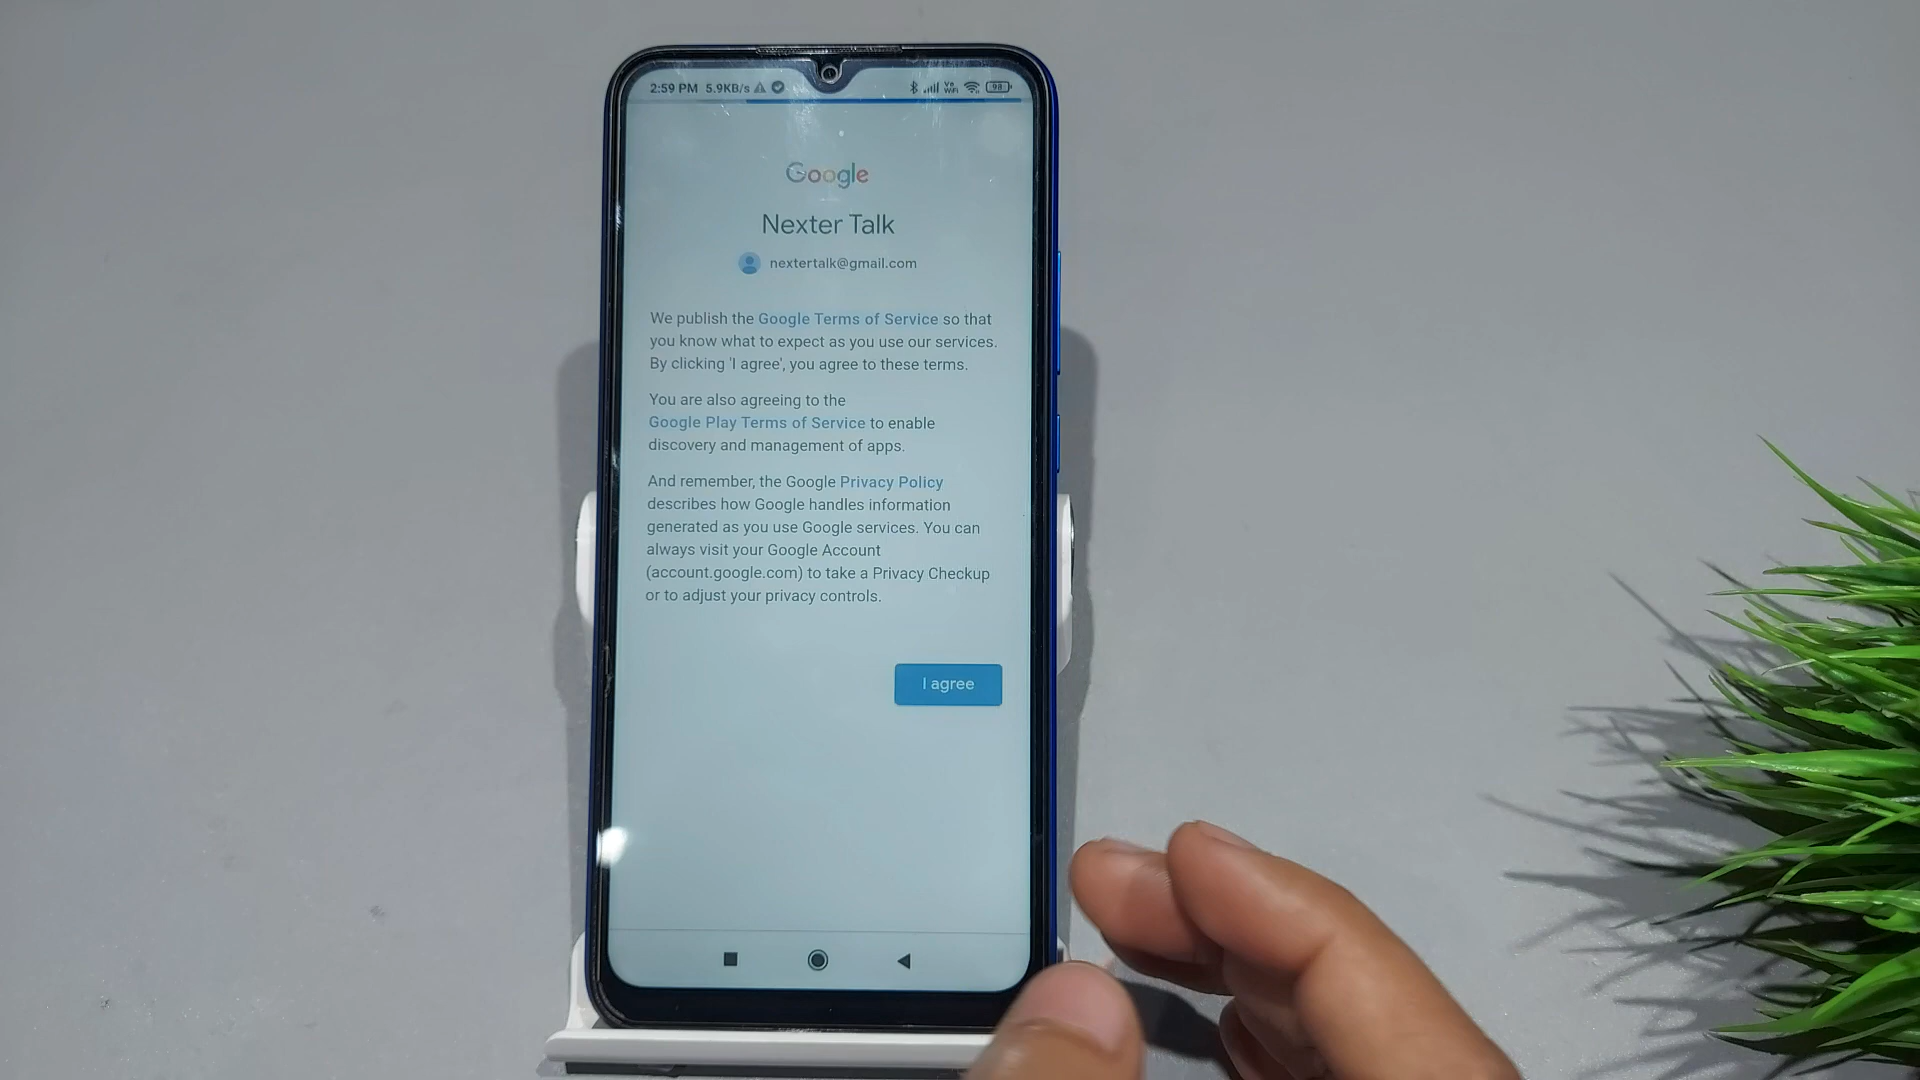 2:59 PM 5.9KB/s
Vo
WiFi
98
Google
Nexter Talk
nextertalk@gmail.com
We publish the Google Terms of Service so that
you know what to expect as you use our services.
By clicking 'I agree', you agree to these terms.
You are also agreeing to the
Google Play Terms of Service to enable
discovery and management of apps.
And remember, the Google Privacy Policy
describes how Google handles information
generated as you use Google services. You can
always visit your Google Account
(account.google.com) to take a Privacy Checkup
or to adjust your privacy controls.
I agree